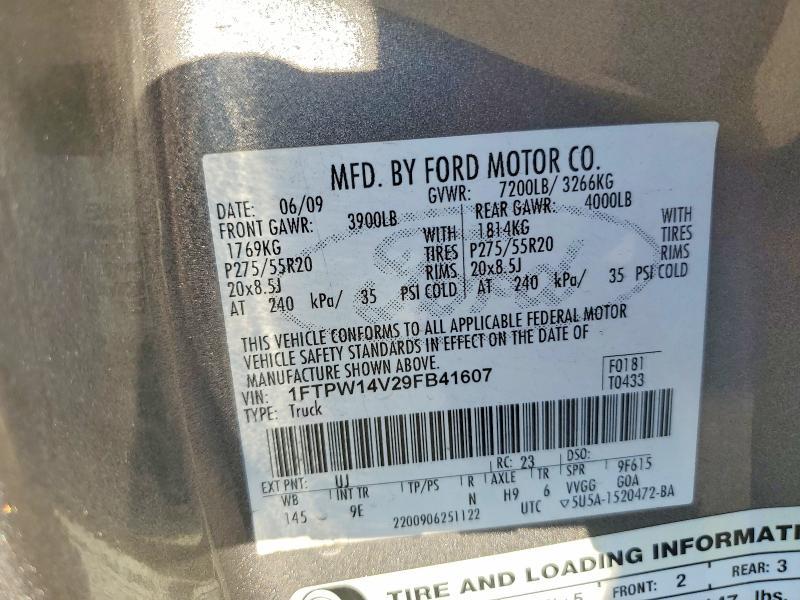 MFD. BY FORD MOTOR CO.
DATE: 06/09 GVWR: 7200LB/ 3266KG
FRONT GAWR: 3900LB REAR GAWR: 4000LB
1769KG WITH 1814KG WITH
P275/55R20 TIRES P275/55R20 TIRES
20x8.5J RIMS 20x8.5J RIMS
AT 240 kPa/ 35 PSI COLD AT 240 kPa/ 35 PSI COLD
Ford
THIS VEHICLE CONFORMS TO ALL APPLICABLE FEDERAL MOTOR
VEHICLE SAFETY STANDARDS IN EFFECT ON THE DATE OF
MANUFACTURE SHOWN ABOVE.
VIN: 1FTPW14V29FB41607 F0181
TYPE: Truck T0433
EXT PNT: UJ RC: 23 DSO:
WB INT TR TP/PS R AXLE TR SPR 9F615
145 9E N H9 6 VVGG G0A
2200906251122 UTC ▽5U5A-1520472-BA
TIRE AND LOADING INFORMATI
5 FRONT: 2 REAR: 3
lbs.